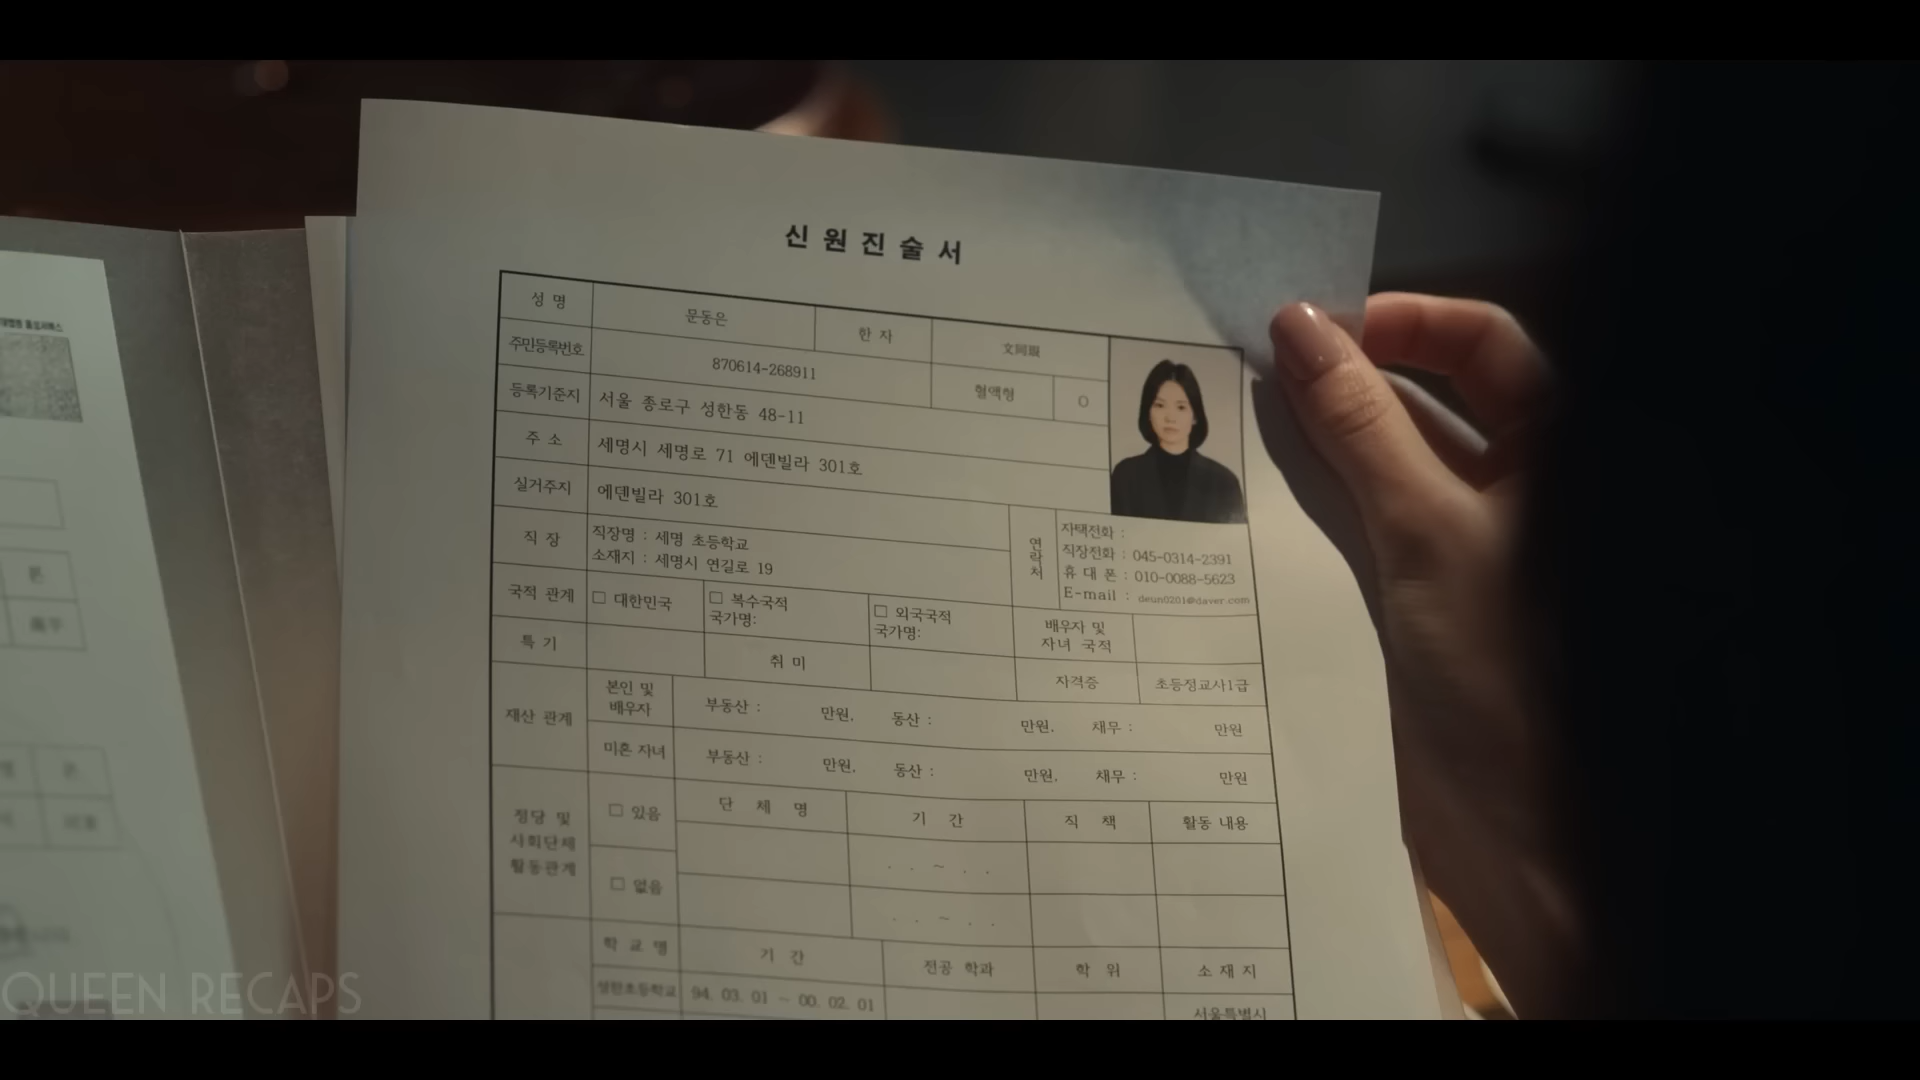 신원진술서
성 명 문동은 한 자
주민등록번호 870614-268911 혈액형 O
등록기준지 서울 종로구 성한동 48-11
주 소 세명시 세명로 71 에덴빌라 301호
실거주지 에덴빌라 301호
직 장 직장명 : 세명 초등학교
소재지 : 세명시 연길로 19
연락처 자택전화 :
직장전화 : 045-0314-2391
휴 대 폰 : 010-0088-5623
E-mail : deun0201@daver.com
국적 관계 □ 대한민국 □ 복수국적 국가명: □ 외국국적 국가명: 배우자 및 자녀 국적
특 기 취 미 자격증 초등정교사1급
재산 관계 본인 및 배우자 부동산 : 만원, 동산 : 만원, 채무 : 만원
미혼 자녀 부동산 : 만원, 동산 : 만원, 채무 : 만원
정당 및 사회단체 활동관계 □ 있음 단 체 명 기 간 직 책 활동 내용
. . ~ . .
□ 없음
. . ~ . .
학 교 명 기 간 전공 학과 학 위 소 재 지
성한초등학교 94. 03. 01 ~ 00. 02. 01 서울특별시
QUEEN RECAPS